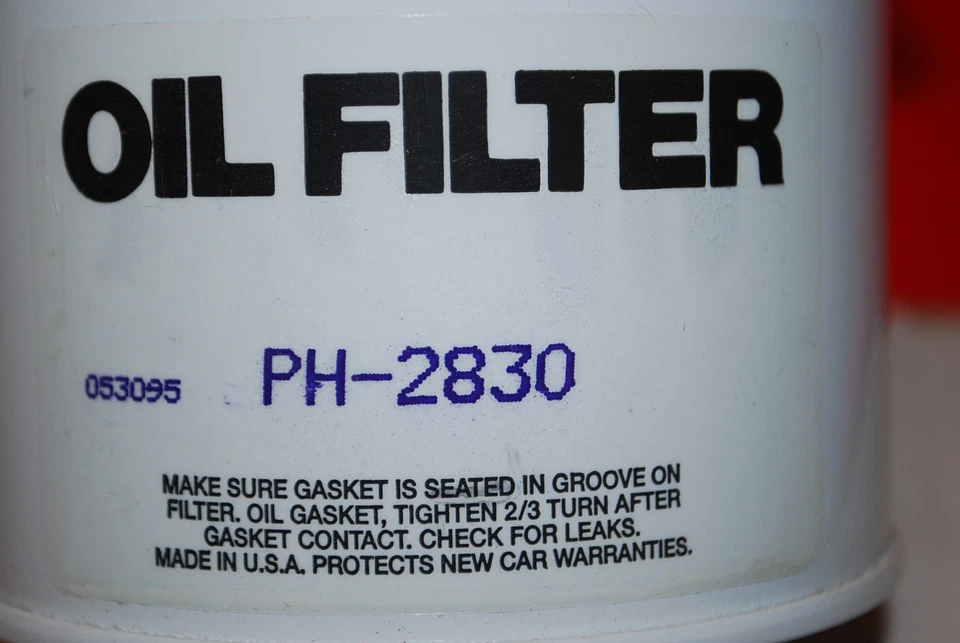 OIL FILTER
053095 PH-2830
MAKE SURE GASKET IS SEATED IN GROOVE ON
FILTER. OIL GASKET, TIGHTEN 2/3 TURN AFTER
GASKET CONTACT. CHECK FOR LEAKS.
MADE IN U.S.A. PROTECTS NEW CAR WARRANTIES.